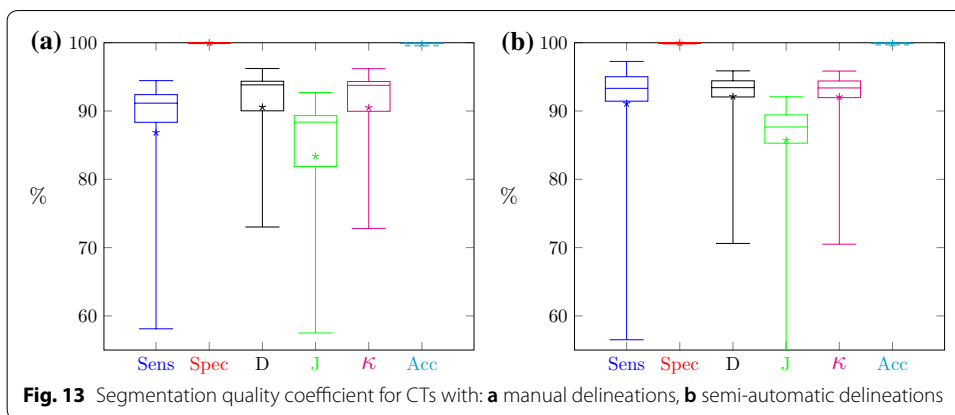 (a)
100
90
80
70
60
%
Sens Spec D J κ Acc
(b)
100
90
80
70
60
%
Sens Spec D J κ Acc
Fig. 13 Segmentation quality coefficient for CTs with: a manual delineations, b semi-automatic delineations